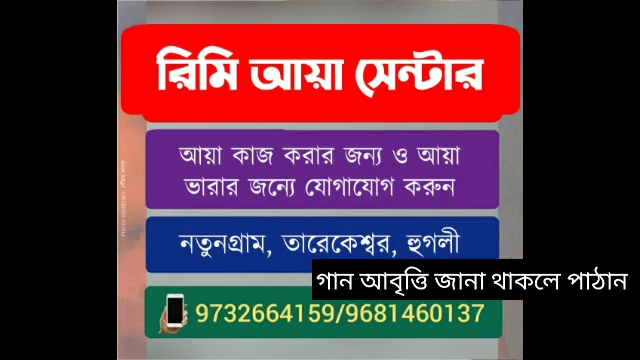 রিমি আয়া সেন্টার
আয়া কাজ করার জন্য ও আয়া
ভারার জন্যে যোগাযোগ করুন
নতুনগ্রাম, তারেকেশ্বর, হুগলী
গান আবৃত্তি জানা থাকলে পাঠান
9732664159/9681460137